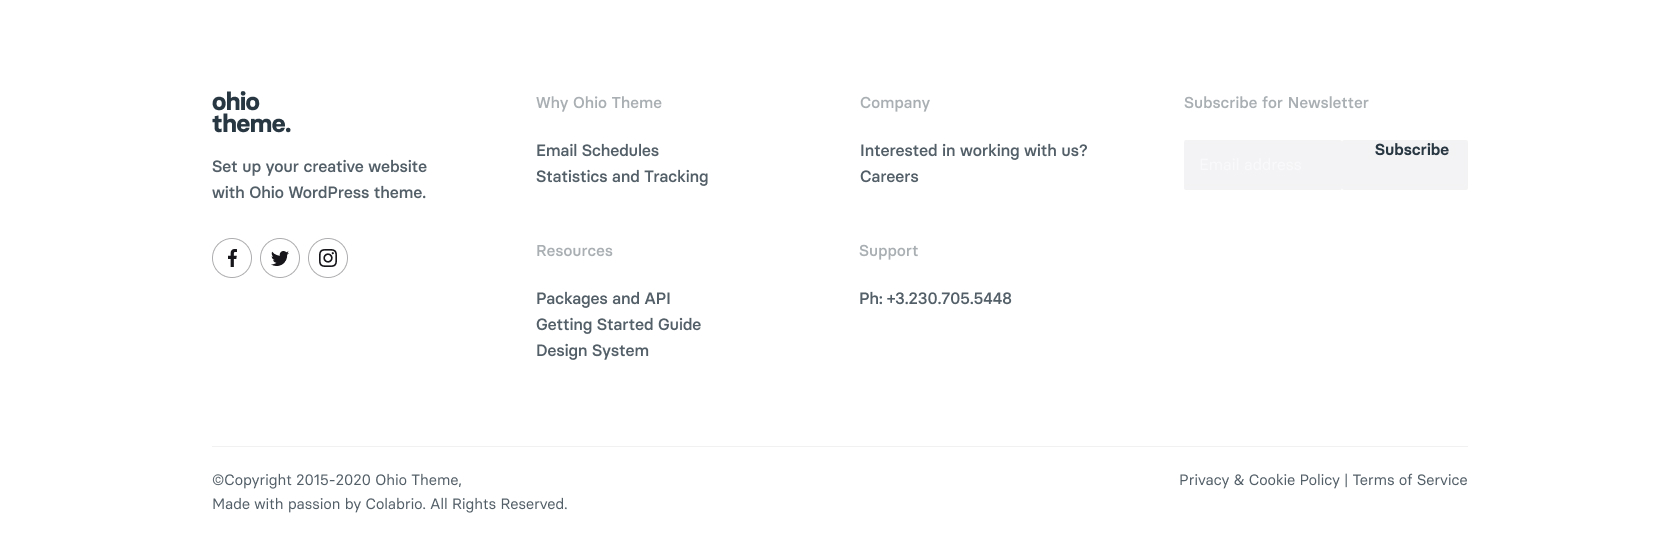 ohio
theme.
Set up your creative website
with Ohio WordPress theme.
Why Ohio Theme
Email Schedules
Statistics and Tracking
Resources
Packages and API
Getting Started Guide
Design System
Company
Interested in working with us?
Careers
Support
Ph: +3.230.705.5448
Subscribe for Newsletter
Email address
Subscribe
©Copyright 2015-2020 Ohio Theme,
Made with passion by Colabrio. All Rights Reserved.
Privacy & Cookie Policy | Terms of Service